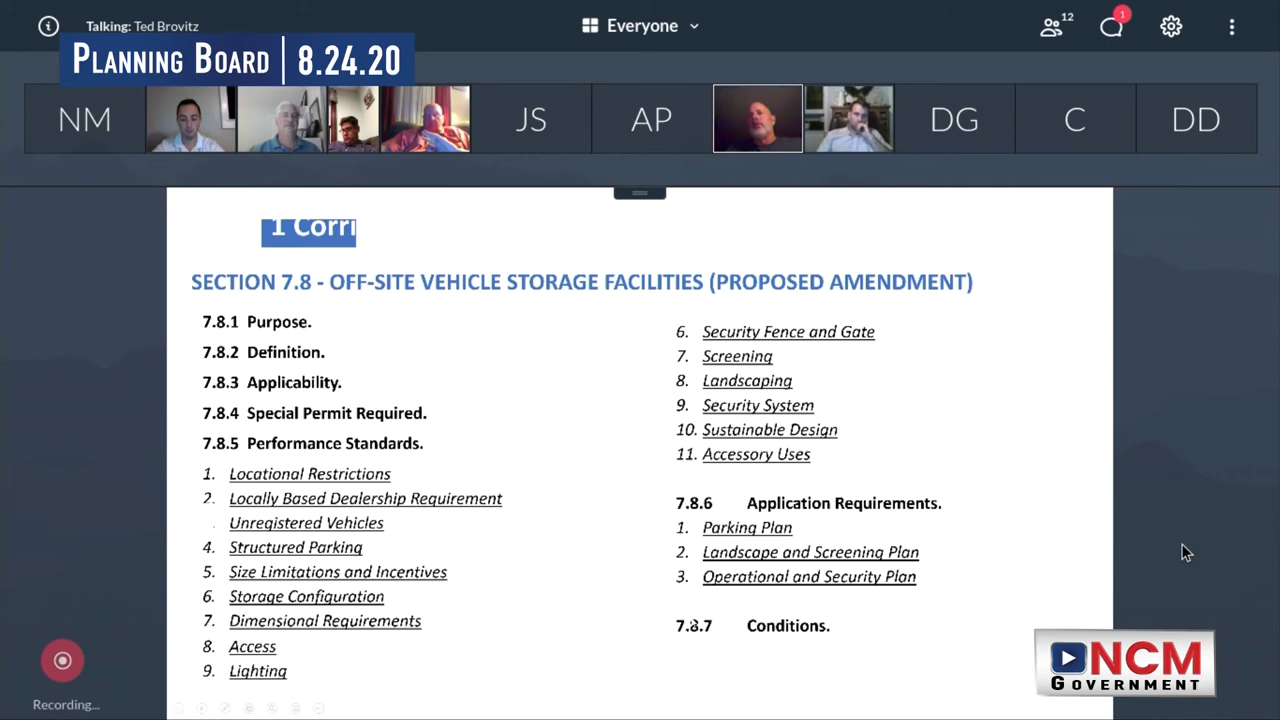 Talking: Ted Brovitz
Everyone
12
1
PLANNING BOARD 8.24.20
NM
JS
AP
DG
C
DD
1 Corri
SECTION 7.8 - OFF-SITE VEHICLE STORAGE FACILITIES (PROPOSED AMENDMENT)
7.8.1 Purpose.
7.8.2 Definition.
7.8.3 Applicability.
7.8.4 Special Permit Required.
7.8.5 Performance Standards.
1. Locational Restrictions
2. Locally Based Dealership Requirement
Unregistered Vehicles
4. Structured Parking
5. Size Limitations and Incentives
6. Storage Configuration
7. Dimensional Requirements
8. Access
9. Lighting
6. Security Fence and Gate
7. Screening
8. Landscaping
9. Security System
10. Sustainable Design
11. Accessory Uses
7.8.6 Application Requirements.
1. Parking Plan
2. Landscape and Screening Plan
3. Operational and Security Plan
7.8.7 Conditions.
Recording...
NCM
GOVERNMENT